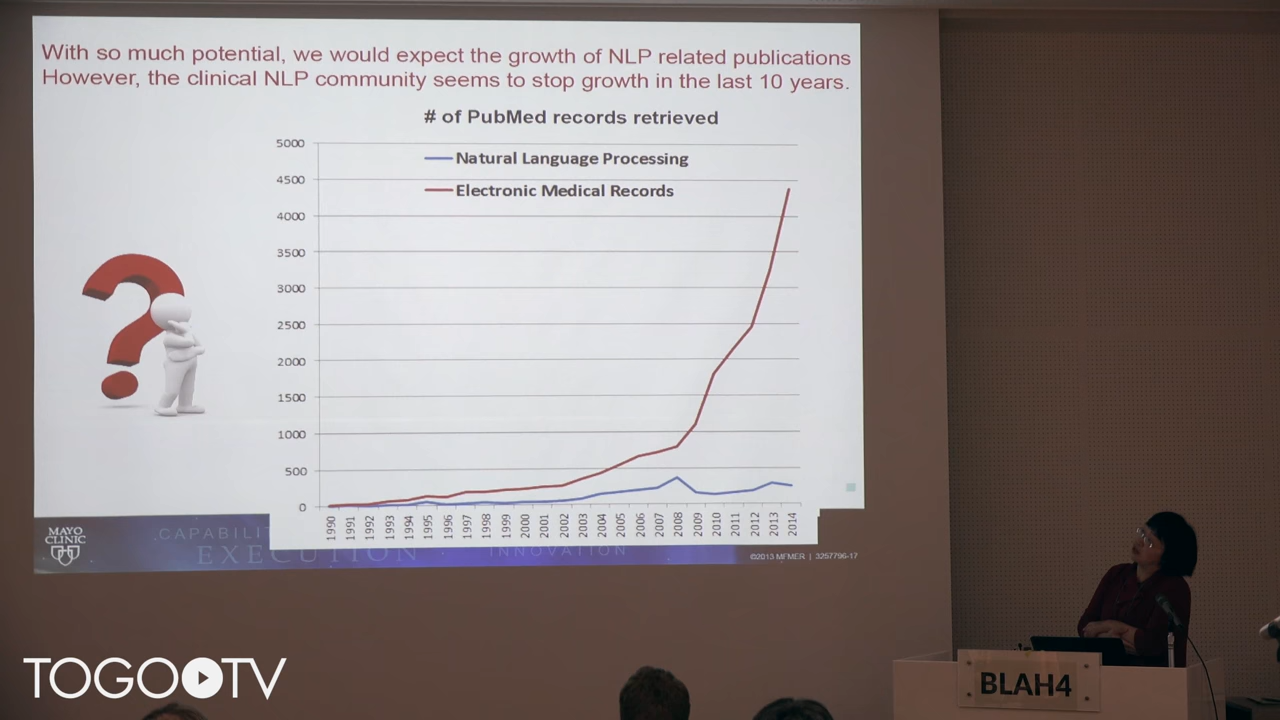 With so much potential, we would expect the growth of NLP related publications
However, the clinical NLP community seems to stop growth in the last 10 years.
# of PubMed records retrieved
5000
Natural Language Processing
4500
Electronic Medical Records
4000
3500
3000
2500
2000
1500
1000
500
0
1990 1991 1992 1993 1994 1995 1996 1997 1998 1999 2000 2001 2002 2003 2004 2005 2006 2007 2008 2009 2010 2011 2012 2013 2014
MAYO
CLINIC
CAPABILI
EXECUTION
INNOVATION
©2013 MFMER | 3257796-17
TOGO TV
BLAH4